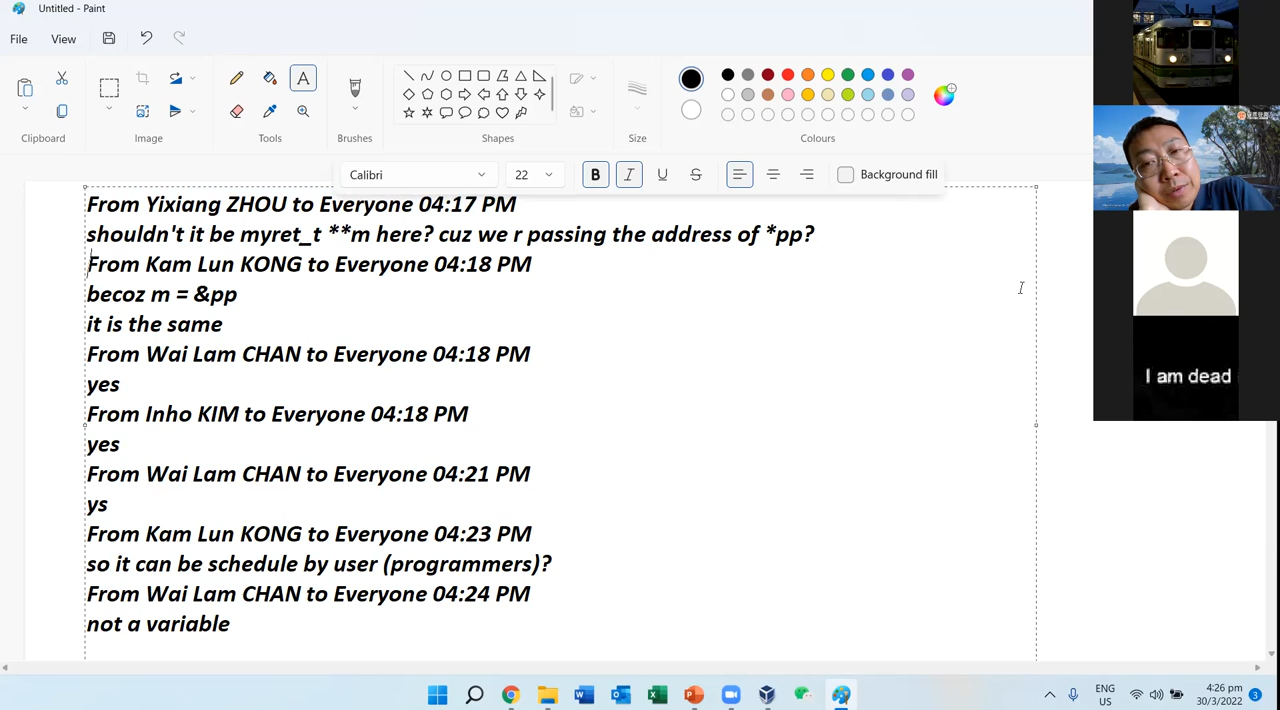 Untitled - Paint
File
View
Clipboard
Image
Tools
Brushes
Shapes
Size
Colours
Calibri
22
B
I
U
Background fill
From Yixiang ZHOU to Everyone 04:17 PM
shouldn't it be myret_t **m here? cuz we r passing the address of *pp?
From Kam Lun KONG to Everyone 04:18 PM
becoz m = &pp
it is the same
From Wai Lam CHAN to Everyone 04:18 PM
yes
From Inho KIM to Everyone 04:18 PM
yes
From Wai Lam CHAN to Everyone 04:21 PM
ys
From Kam Lun KONG to Everyone 04:23 PM
so it can be schedule by user (programmers)?
From Wai Lam CHAN to Everyone 04:24 PM
not a variable
I am dead
ENG
US
4:26 pm
30/3/2022
3